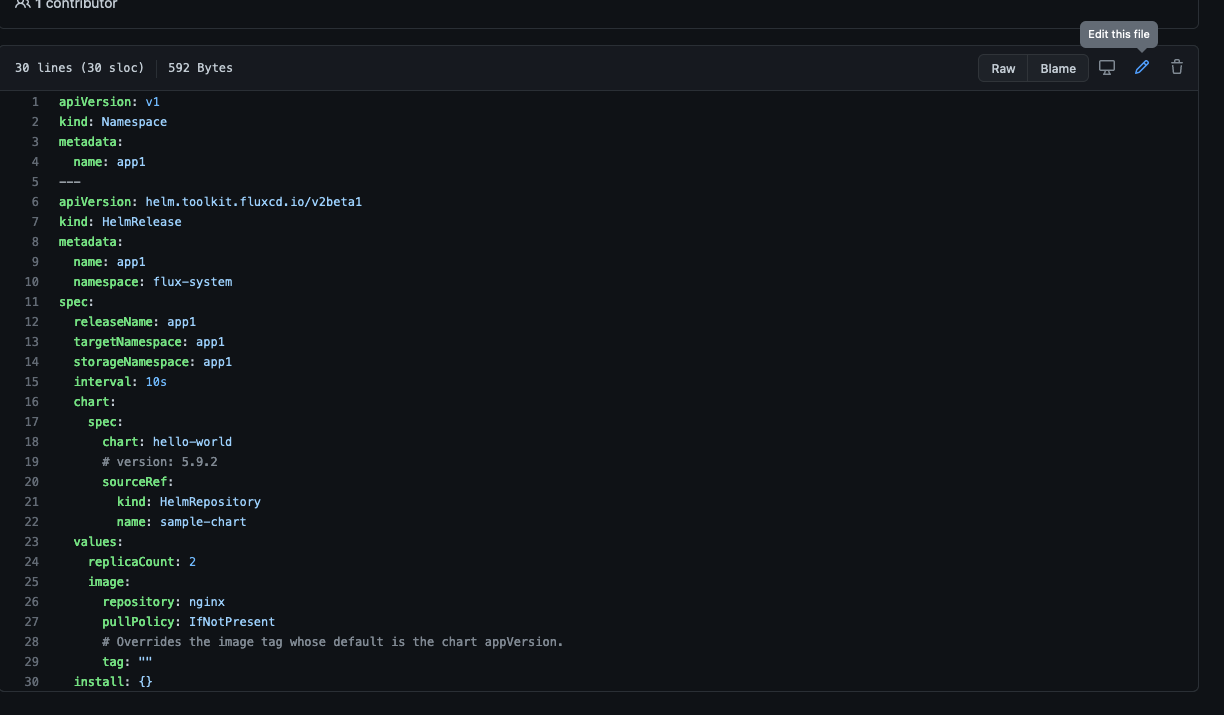 1 contributor
Edit this file
30 lines (30 sloc) 592 Bytes Raw Blame
1 apiVersion: v1
2 kind: Namespace
3 metadata:
4   name: app1
5 ---
6 apiVersion: helm.toolkit.fluxcd.io/v2beta1
7 kind: HelmRelease
8 metadata:
9   name: app1
10   namespace: flux-system
11 spec:
12   releaseName: app1
13   targetNamespace: app1
14   storageNamespace: app1
15   interval: 10s
16   chart:
17     spec:
18       chart: hello-world
19       # version: 5.9.2
20       sourceRef:
21         kind: HelmRepository
22         name: sample-chart
23   values:
24     replicaCount: 2
25     image:
26       repository: nginx
27       pullPolicy: IfNotPresent
28       # Overrides the image tag whose default is the chart appVersion.
29       tag: ""
30   install: {}